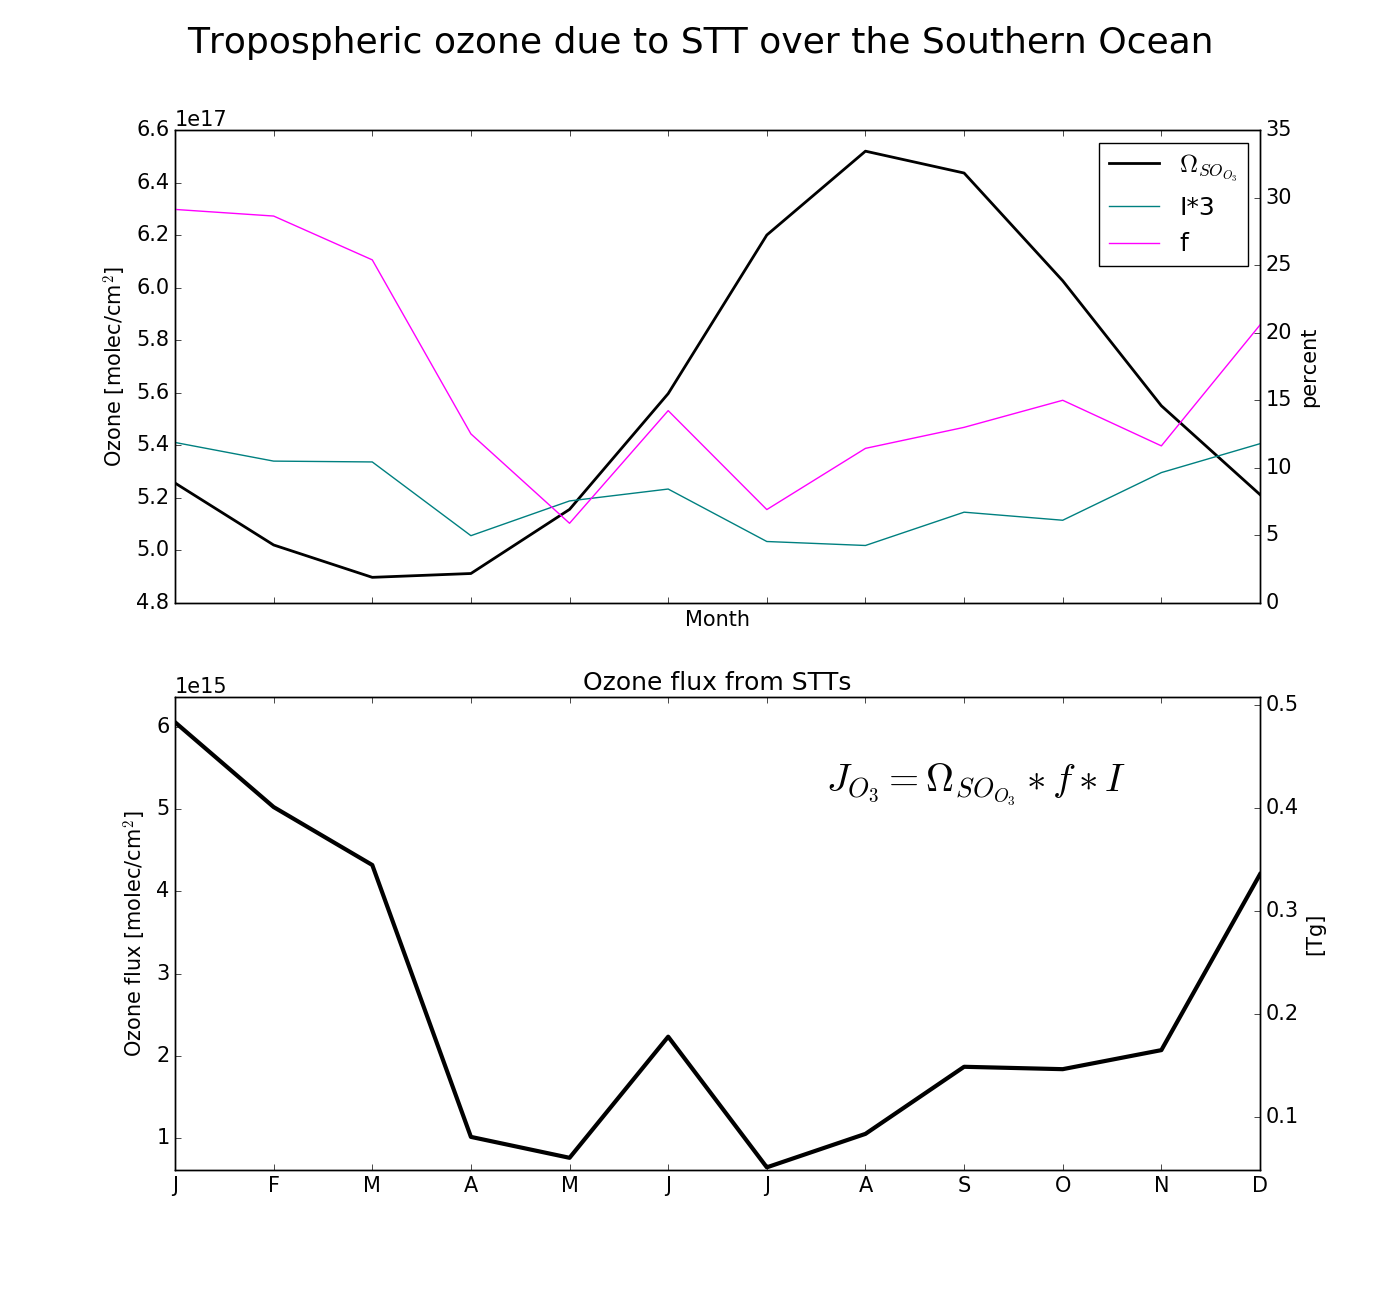 Tropospheric ozone due to STT over the Southern Ocean
1e17
6.6
6.4
6.2
6.0
5.8
5.6
5.4
5.2
5.0
4.8
Ozone [molec/cm²]
35
30
25
20
15
10
5
0
percent
Ω_{SO_{O_3}}
I*3
f
Month
Ozone flux from STTs
1e15
6
5
4
3
2
1
Ozone flux [molec/cm²]
J_{O_3} = Ω_{SO_{O_3}} * f * I
0.5
0.4
0.3
0.2
0.1
[Tg]
J F M A M J J A S O N D